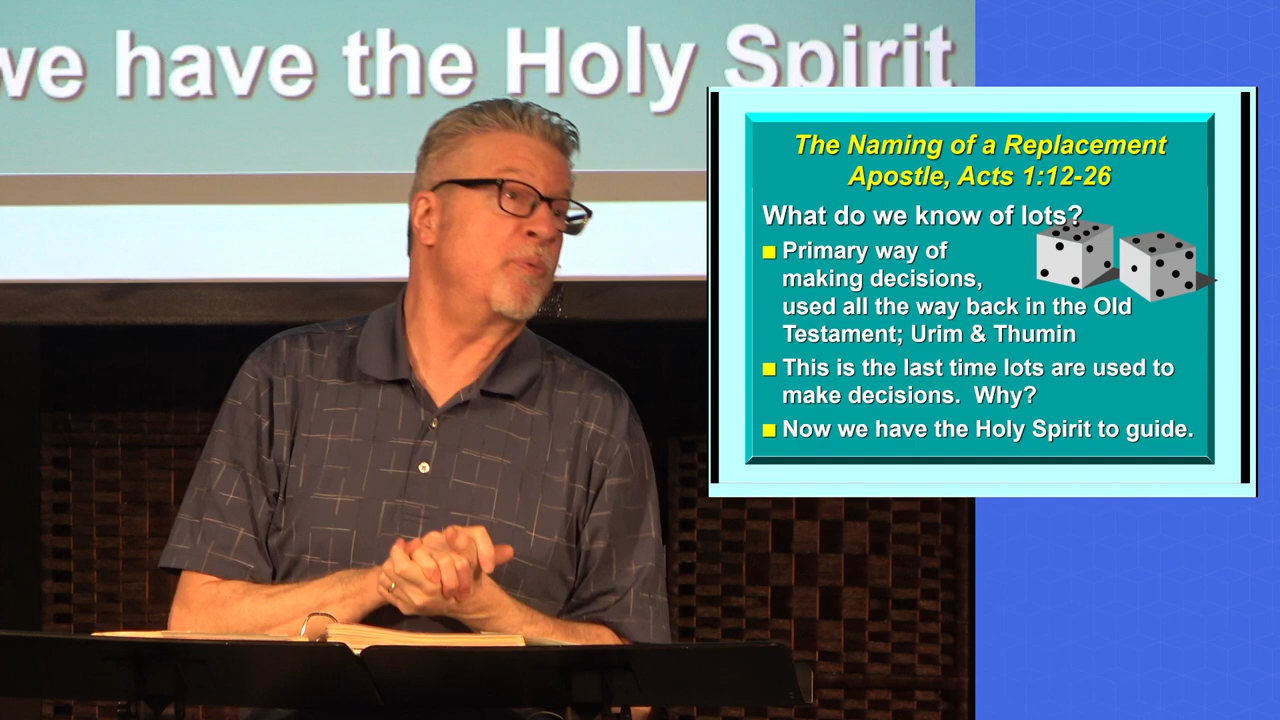 we have the Holy Spirit
The Naming of a Replacement
Apostle, Acts 1:12-26
What do we know of lots?
Primary way of
making decisions,
used all the way back in the Old
Testament; Urim & Thumin
This is the last time lots are used to
make decisions.  Why?
Now we have the Holy Spirit to guide.